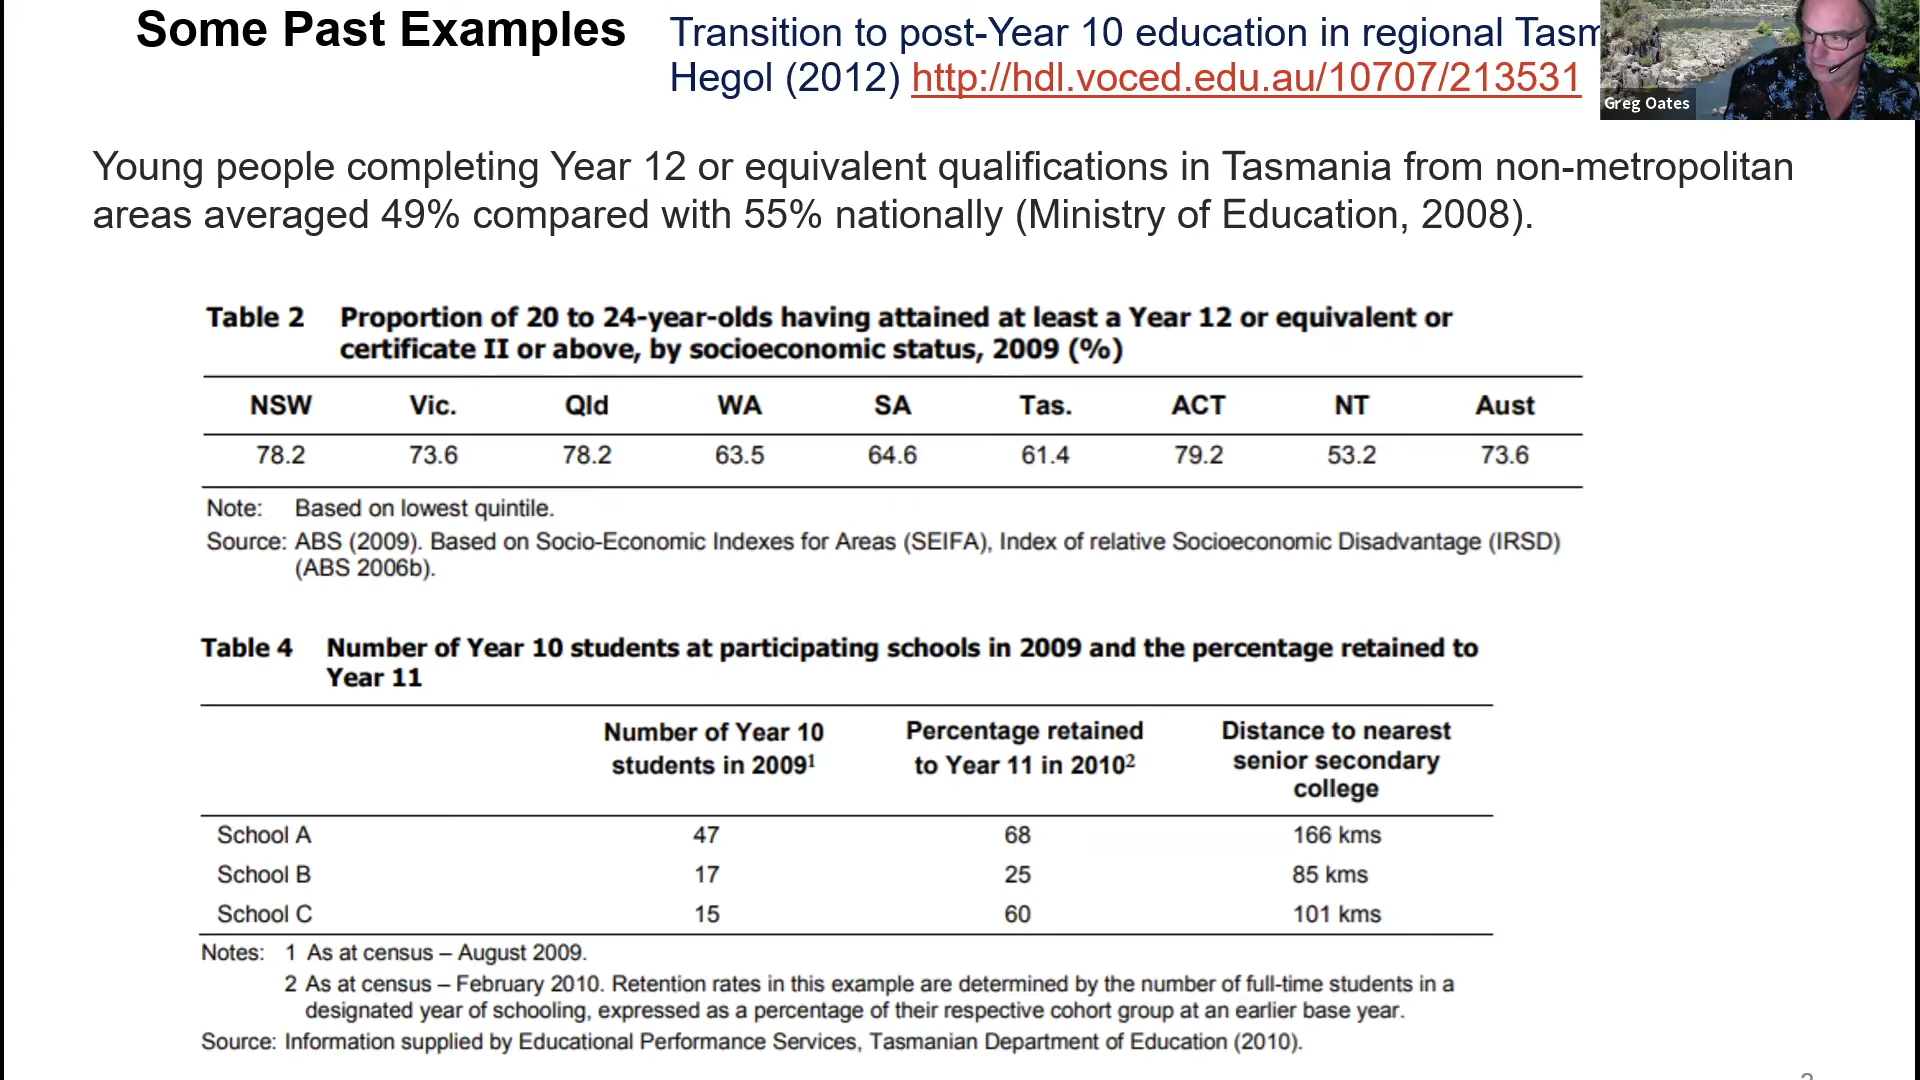 Some Past Examples
Transition to post-Year 10 education in regional Tasm
Hegol (2012) http://hdl.voced.edu.au/10707/213531
Greg Oates
Young people completing Year 12 or equivalent qualifications in Tasmania from non-metropolitan
areas averaged 49% compared with 55% nationally (Ministry of Education, 2008).
Table 2 Proportion of 20 to 24-year-olds having attained at least a Year 12 or equivalent or
certificate II or above, by socioeconomic status, 2009 (%)
NSW Vic. Qld WA SA Tas. ACT NT Aust
78.2 73.6 78.2 63.5 64.6 61.4 79.2 53.2 73.6
Note: Based on lowest quintile.
Source: ABS (2009). Based on Socio-Economic Indexes for Areas (SEIFA), Index of relative Socioeconomic Disadvantage (IRSD)
(ABS 2006b).
Table 4 Number of Year 10 students at participating schools in 2009 and the percentage retained to
Year 11
Number of Year 10 Percentage retained Distance to nearest
students in 2009¹ to Year 11 in 2010² senior secondary
college
School A 47 68 166 kms
School B 17 25 85 kms
School C 15 60 101 kms
Notes: 1 As at census – August 2009.
2 As at census – February 2010. Retention rates in this example are determined by the number of full-time students in a
designated year of schooling, expressed as a percentage of their respective cohort group at an earlier base year.
Source: Information supplied by Educational Performance Services, Tasmanian Department of Education (2010).